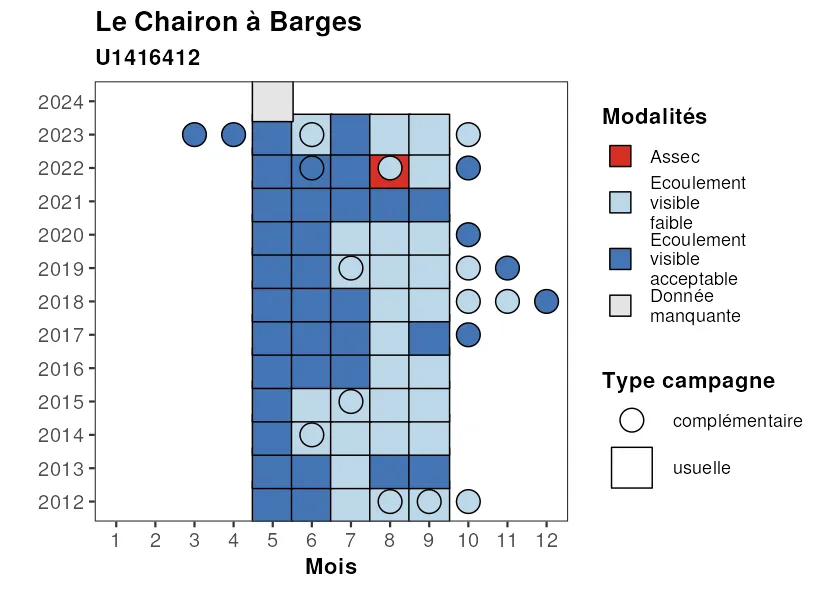 Le Chairon à Barges
U1416412
2024
2023
2022
2021
2020
2019
2018
2017
2016
2015
2014
2013
2012
1 2 3 4 5 6 7 8 9 10 11 12
Mois
Modalités
Assec
Ecoulement
visible
faible
Ecoulement
visible
acceptable
Donnée
manquante
Type campagne
complémentaire
usuelle